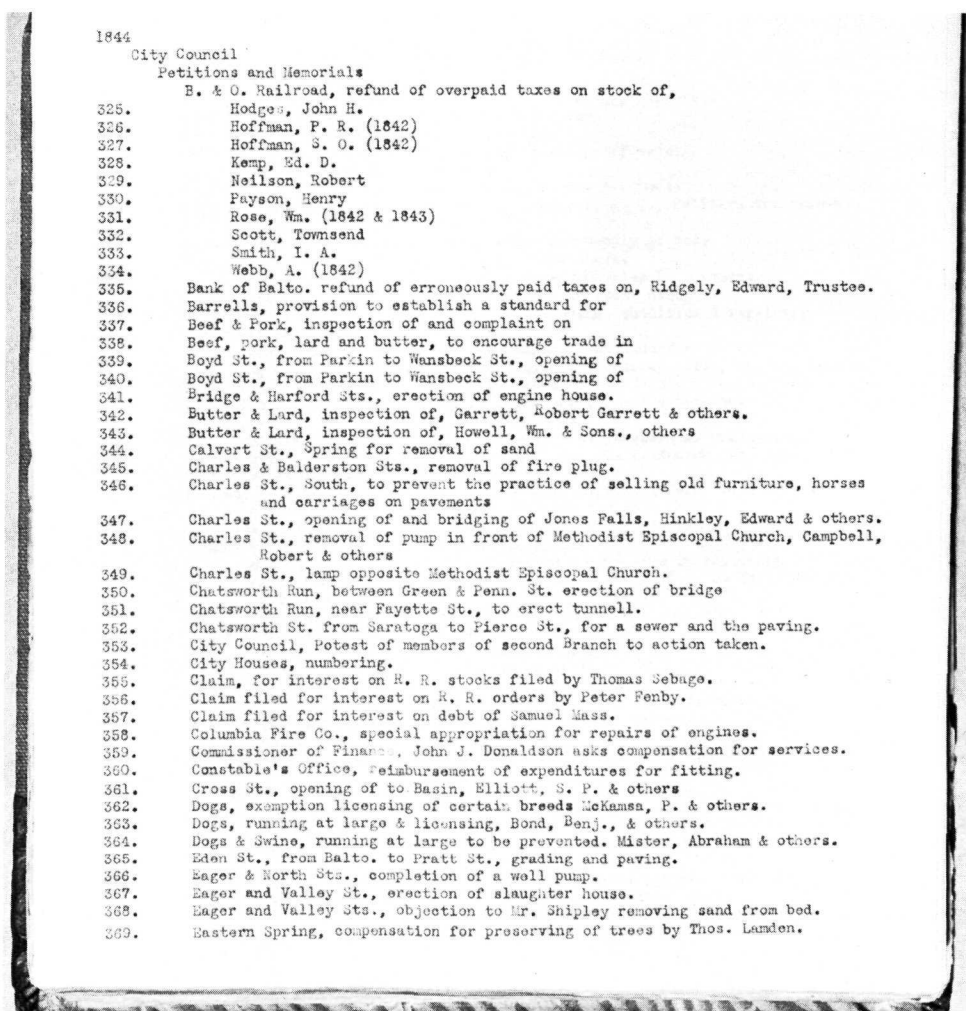 1844
City Council
Petitions and Memorials
B. & O. Railroad, refund of overpaid taxes on stock of,
325. Hodges, John H.
326. Hoffman, P. R. (1842)
327. Hoffman, S. O. (1842)
328. Kemp, Ed. D.
329. Neilson, Robert
330. Payson, Henry
331. Rose, Wm. (1842 & 1843)
332. Scott, Townsend
333. Smith, I. A.
334. Webb, A. (1842)
335. Bank of Balto. refund of erroneously paid taxes on, Ridgely, Edward, Trustee.
336. Barrells, provision to establish a standard for
337. Beef & Pork, inspection of and complaint on
338. Beef, pork, lard and butter, to encourage trade in
339. Boyd St., from Parkin to Wansbeck St., opening of
340. Boyd St., from Parkin to Wansbeck St., opening of
341. Bridge & Harford Sts., erection of engine house.
342. Butter & Lard, inspection of, Garrett, Robert Garrett & others.
343. Butter & Lard, inspection of, Howell, Wm. & Sons., others
344. Calvert St., Spring for removal of sand
345. Charles & Balderston Sts., removal of fire plug.
346. Charles St., South, to prevent the practice of selling old furniture, horses
and carriages on pavements
347. Charles St., opening of and bridging of Jones Falls, Hinkley, Edward & others.
348. Charles St., removal of pump in front of Methodist Episcopal Church, Campbell,
Robert & others
349. Charles St., lamp opposite Methodist Episcopal Church.
350. Chatsworth Run, between Green & Penn. St. erection of bridge
351. Chatsworth Run, near Fayette St., to erect tunnell.
352. Chatsworth St. from Saratoga to Pierce St., for a sewer and the paving.
353. City Council, Potest of members of second Branch to action taken.
354. City Houses, numbering.
355. Claim, for interest on R. R. stocks filed by Thomas Sebage.
356. Claim filed for interest on R. R. orders by Peter Fenby.
357. Claim filed for interest on debt of Samuel Mass.
358. Columbia Fire Co., special appropriation for repairs of engines.
359. Commissioner of Finance, John J. Donaldson asks compensation for services.
360. Constable's Office, reimbursement of expenditures for fitting.
361. Cross St., opening of to Basin, Elliott, S. P. & others
362. Dogs, exemption licensing of certain breeds McKamsa, P. & others.
363. Dogs, running at large & licensing, Bond, Benj., & others.
364. Dogs & Swine, running at large to be prevented. Mister, Abraham & others.
365. Eden St., from Balto. to Pratt St., grading and paving.
366. Eager & North Sts., completion of a well pump.
367. Eager and Valley St., erection of slaughter house.
368. Eager and Valley Sts., objection to Mr. Shipley removing sand from bed.
369. Eastern Spring, compensation for preserving of trees by Thos. Lamden.